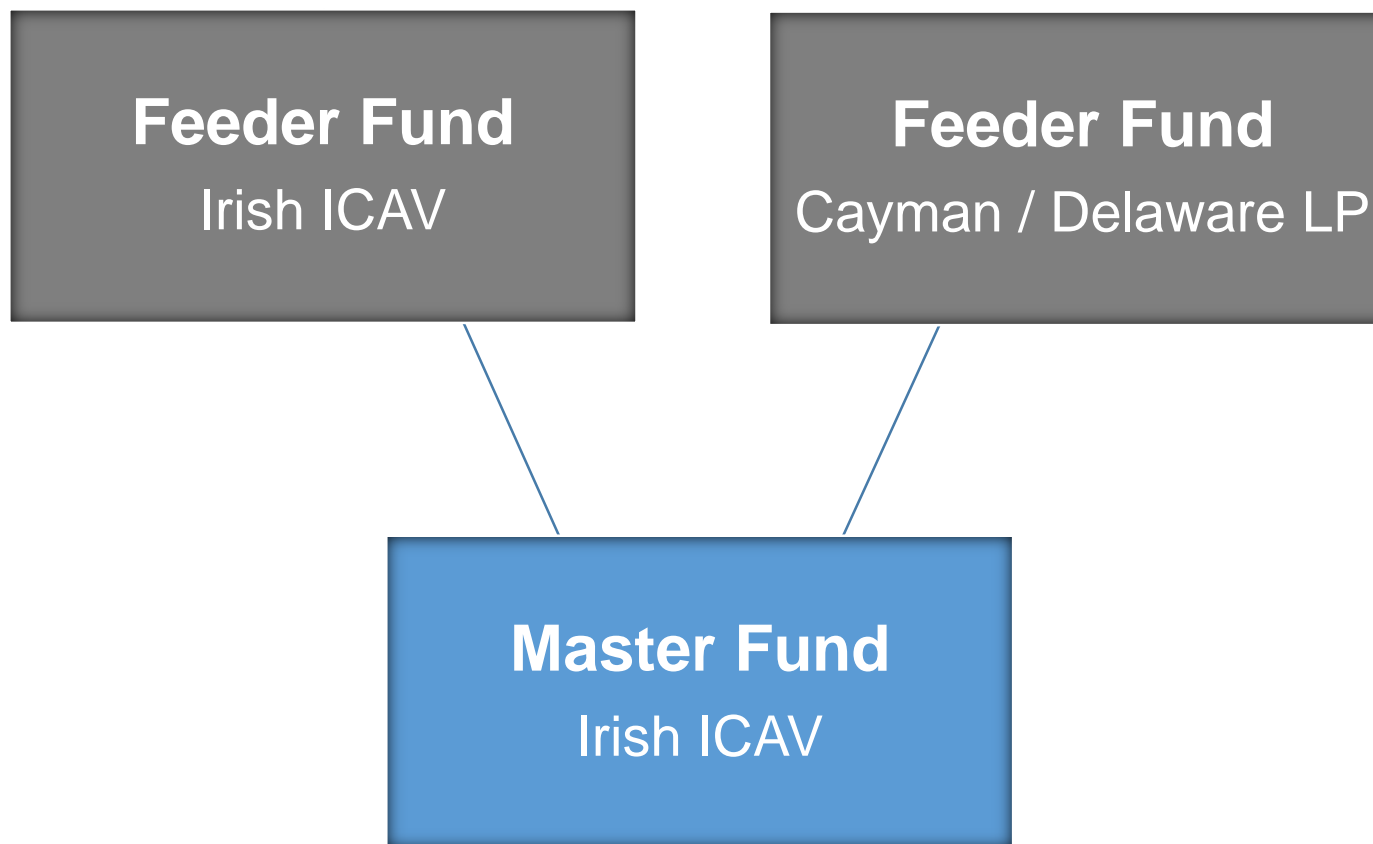 Feeder Fund
Irish ICAV
Feeder Fund
Cayman / Delaware LP
Master Fund
Irish ICAV